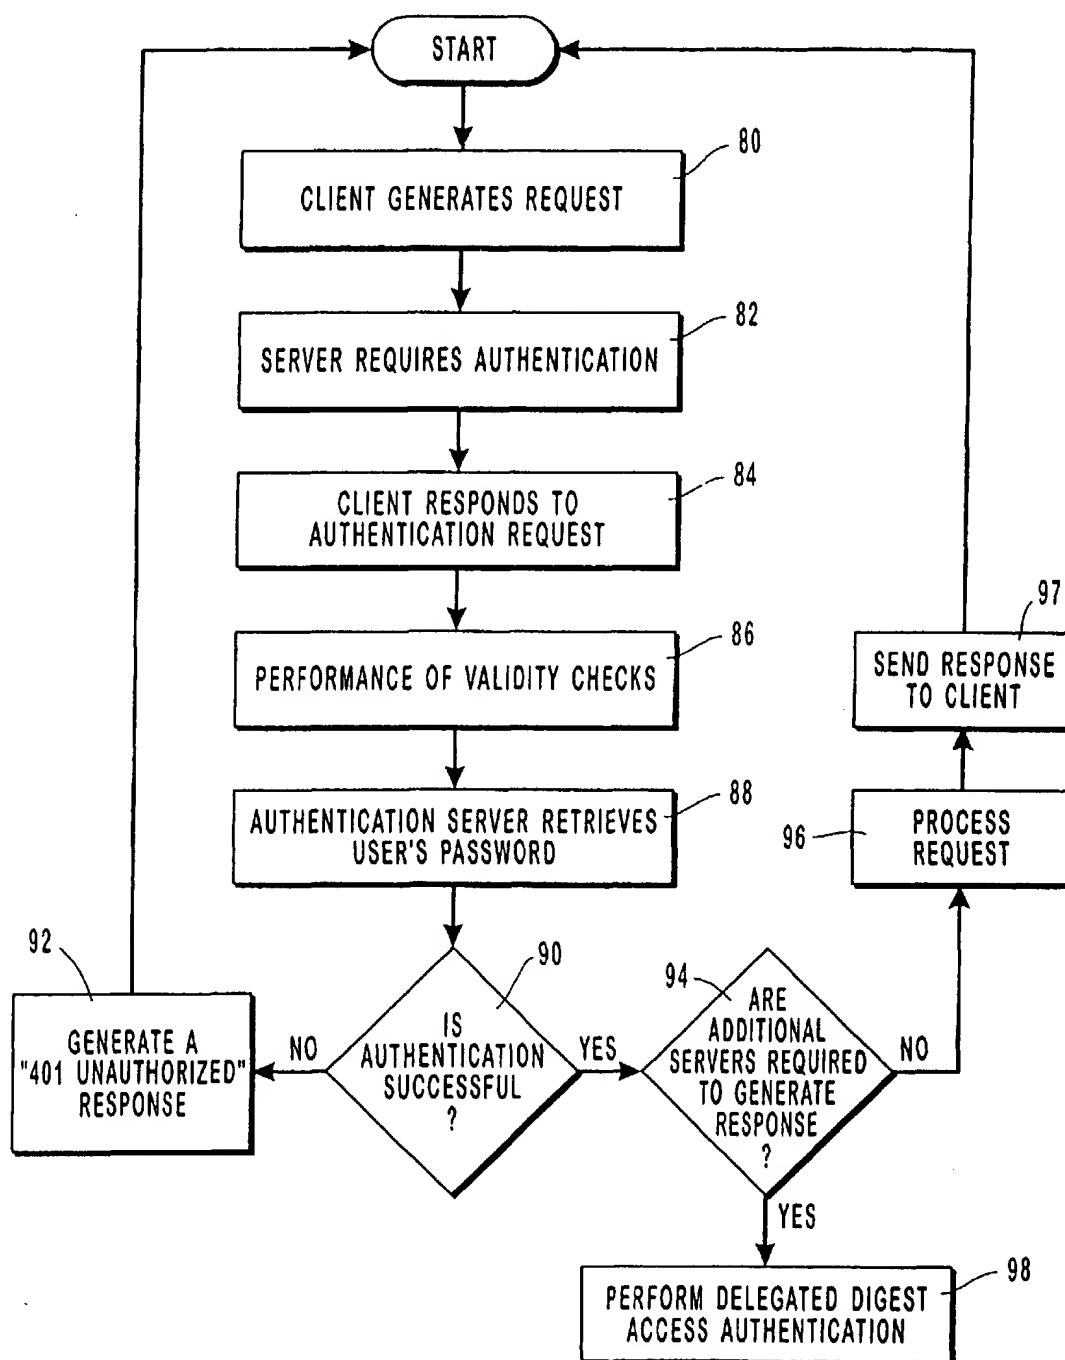 START
80
CLIENT GENERATES REQUEST
82
SERVER REQUIRES AUTHENTICATION
84
CLIENT RESPONDS TO
AUTHENTICATION REQUEST
86
PERFORMANCE OF VALIDITY CHECKS
88
AUTHENTICATION SERVER RETRIEVES
USER'S PASSWORD
90
IS
AUTHENTICATION
SUCCESSFUL
?
NO
92
GENERATE A
"401 UNAUTHORIZED"
RESPONSE
YES
94
ARE
ADDITIONAL
SERVERS REQUIRED
TO GENERATE
RESPONSE
?
NO
96
PROCESS
REQUEST
97
SEND RESPONSE
TO CLIENT
YES
98
PERFORM DELEGATED DIGEST
ACCESS AUTHENTICATION